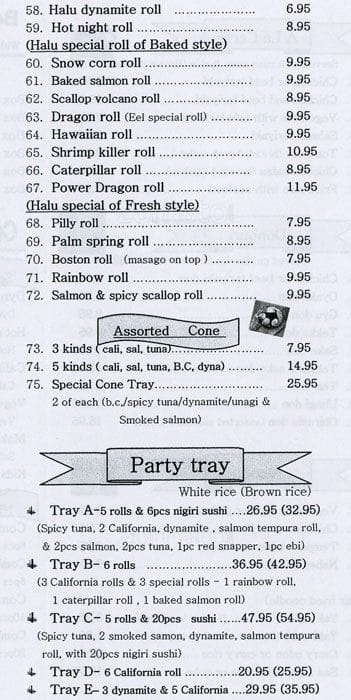 58. Halu dynamite roll .................... 6.95
59. Hot night roll ........................... 8.95
(Halu special roll of Baked style)
60. Snow corn roll ......................... 9.95
61. Baked salmon roll ..................... 9.95
62. Scallop volcano roll ................... 8.95
63. Dragon roll (Eel special roll) ........ 9.95
64. Hawaiian roll ........................... 9.95
65. Shrimp killer roll ...................... 10.95
66. Caterpillar roll ......................... 8.95
67. Power Dragon roll .................... 11.95
(Halu special of Fresh style)
68. Pilly roll .................................. 7.95
69. Palm spring roll ....................... 8.95
70. Boston roll (masago on top ) ........ 7.95
71. Rainbow roll ........................... 9.95
72. Salmon & spicy scallop roll .......... 9.95
Assorted Cone
73. 3 kinds ( cali, sal, tuna)..................... 7.95
74. 5 kinds ( cali, sal, tuna, B.C, dyna) ......... 14.95
75. Special Cone Tray......................... 25.95
2 of each (b.c./spicy tuna/dynamite/unagi &
Smoked salmon)
Party tray
White rice (Brown rice)
Tray A-5 rolls & 6pcs nigiri sushi ....26.95 (32.95)
(Spicy tuna, 2 California, dynamite , salmon tempura roll,
& 2pcs salmon, 2pcs tuna, 1pc red snapper, 1pc ebi)
Tray B- 6 rolls .......................36.95 (42.95)
(3 California rolls & 3 special rolls - 1 rainbow roll,
1 caterpillar roll , 1 baked salmon roll)
Tray C- 5 rolls & 20pcs sushi ......47.95 (54.95)
(Spicy tuna, 2 smoked samon, dynamite, salmon tempura
roll, with 20pcs nigiri sushi)
Tray D- 6 California roll ..............20.95 (25.95)
Tray E- 3 dynamite & 5 California ...29.95 (35.95)